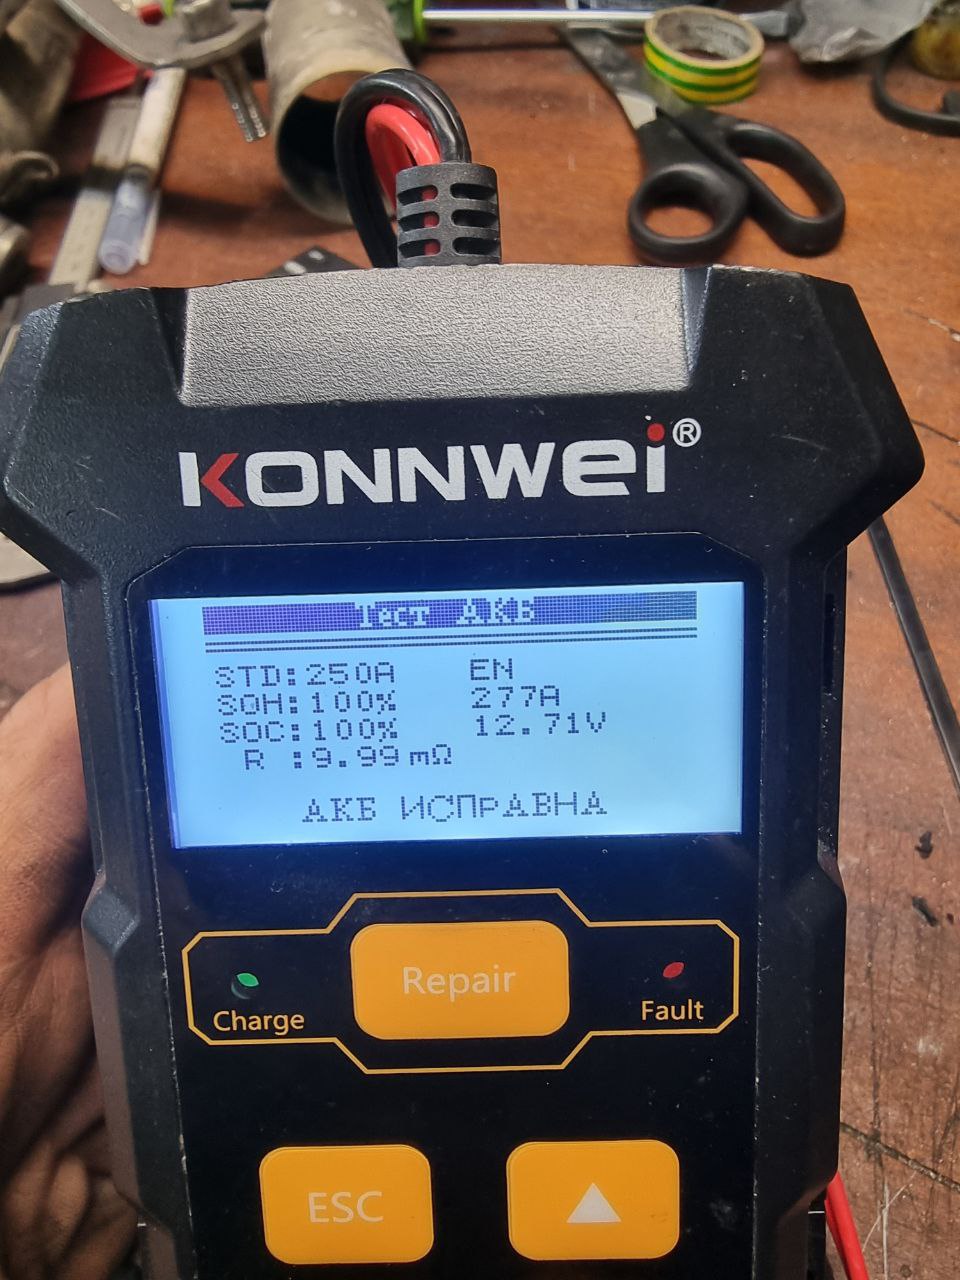 KONNWei®
Тест АКБ
STD:250A EN
SOH:100% 277A
SOC:100% 12.71V
R :9.99mΩ
АКБ ИСПРАВНА
Repair
Charge
Fault
ESC